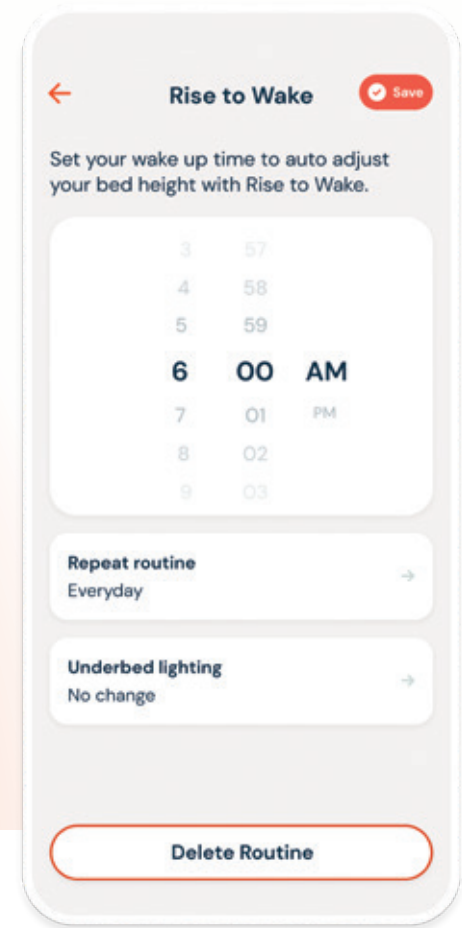 Rise to Wake
Save
Set your wake up time to auto adjust
your bed height with Rise to Wake.
3 57
4 58
5 59
6 00 AM
7 01 PM
8 02
9 03
Repeat routine
Everyday
Underbed lighting
No change
Delete Routine